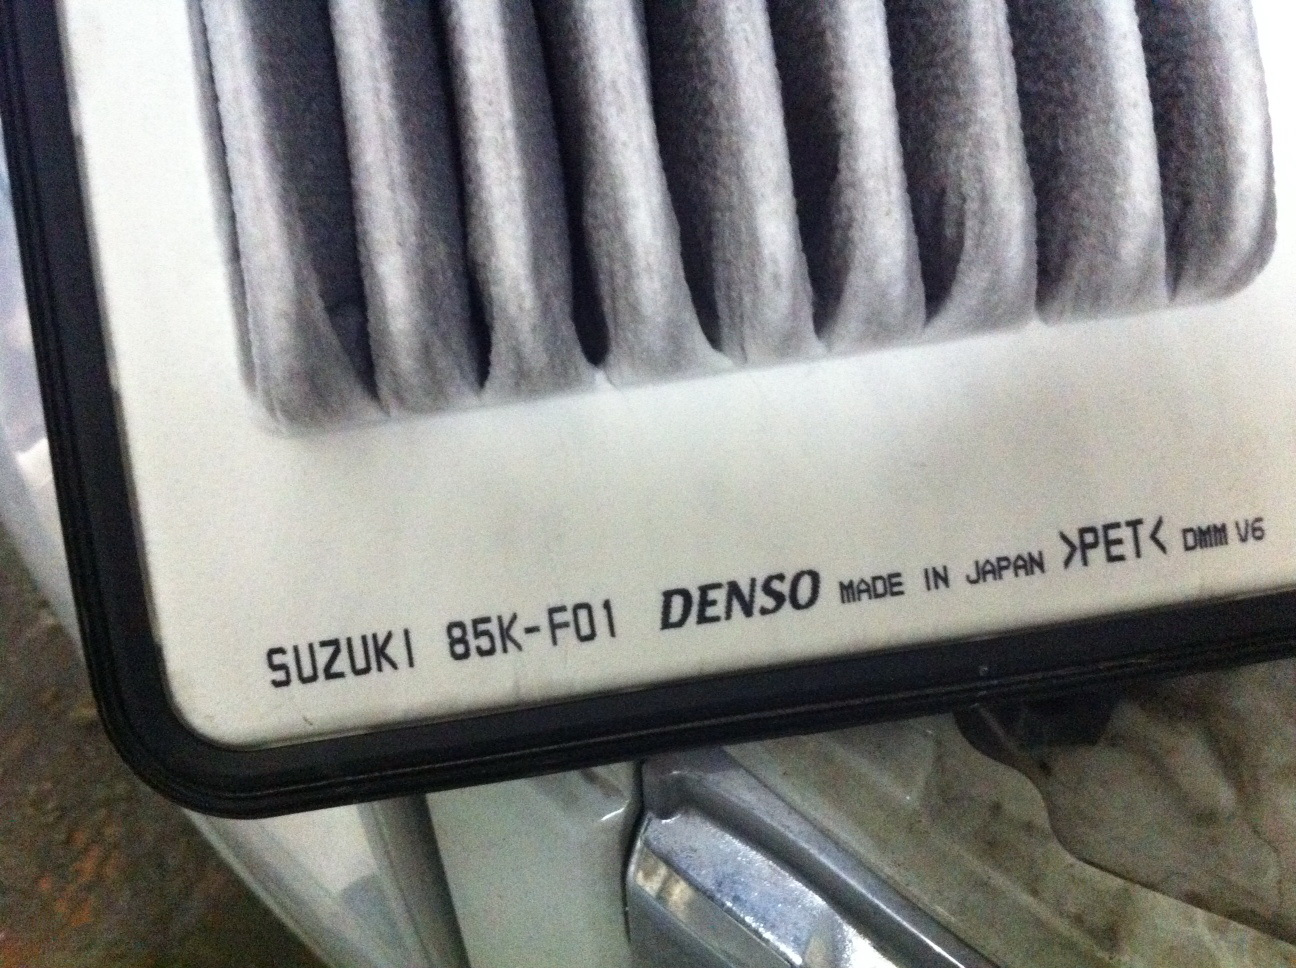 SUZUKI 85K-F01 DENSO MADE IN JAPAN >PET< DMM V6